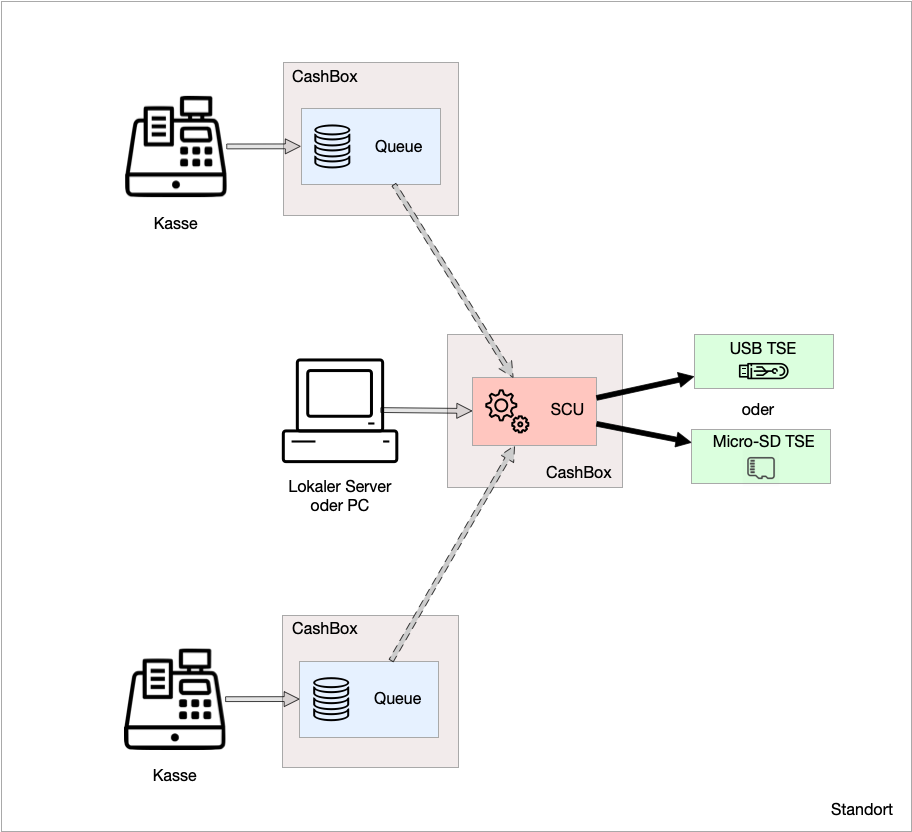 CashBox
Queue
Kasse
USB TSE
SCU
oder
Micro-SD TSE
CashBox
Lokaler Server
oder PC
CashBox
Queue
Kasse
Standort